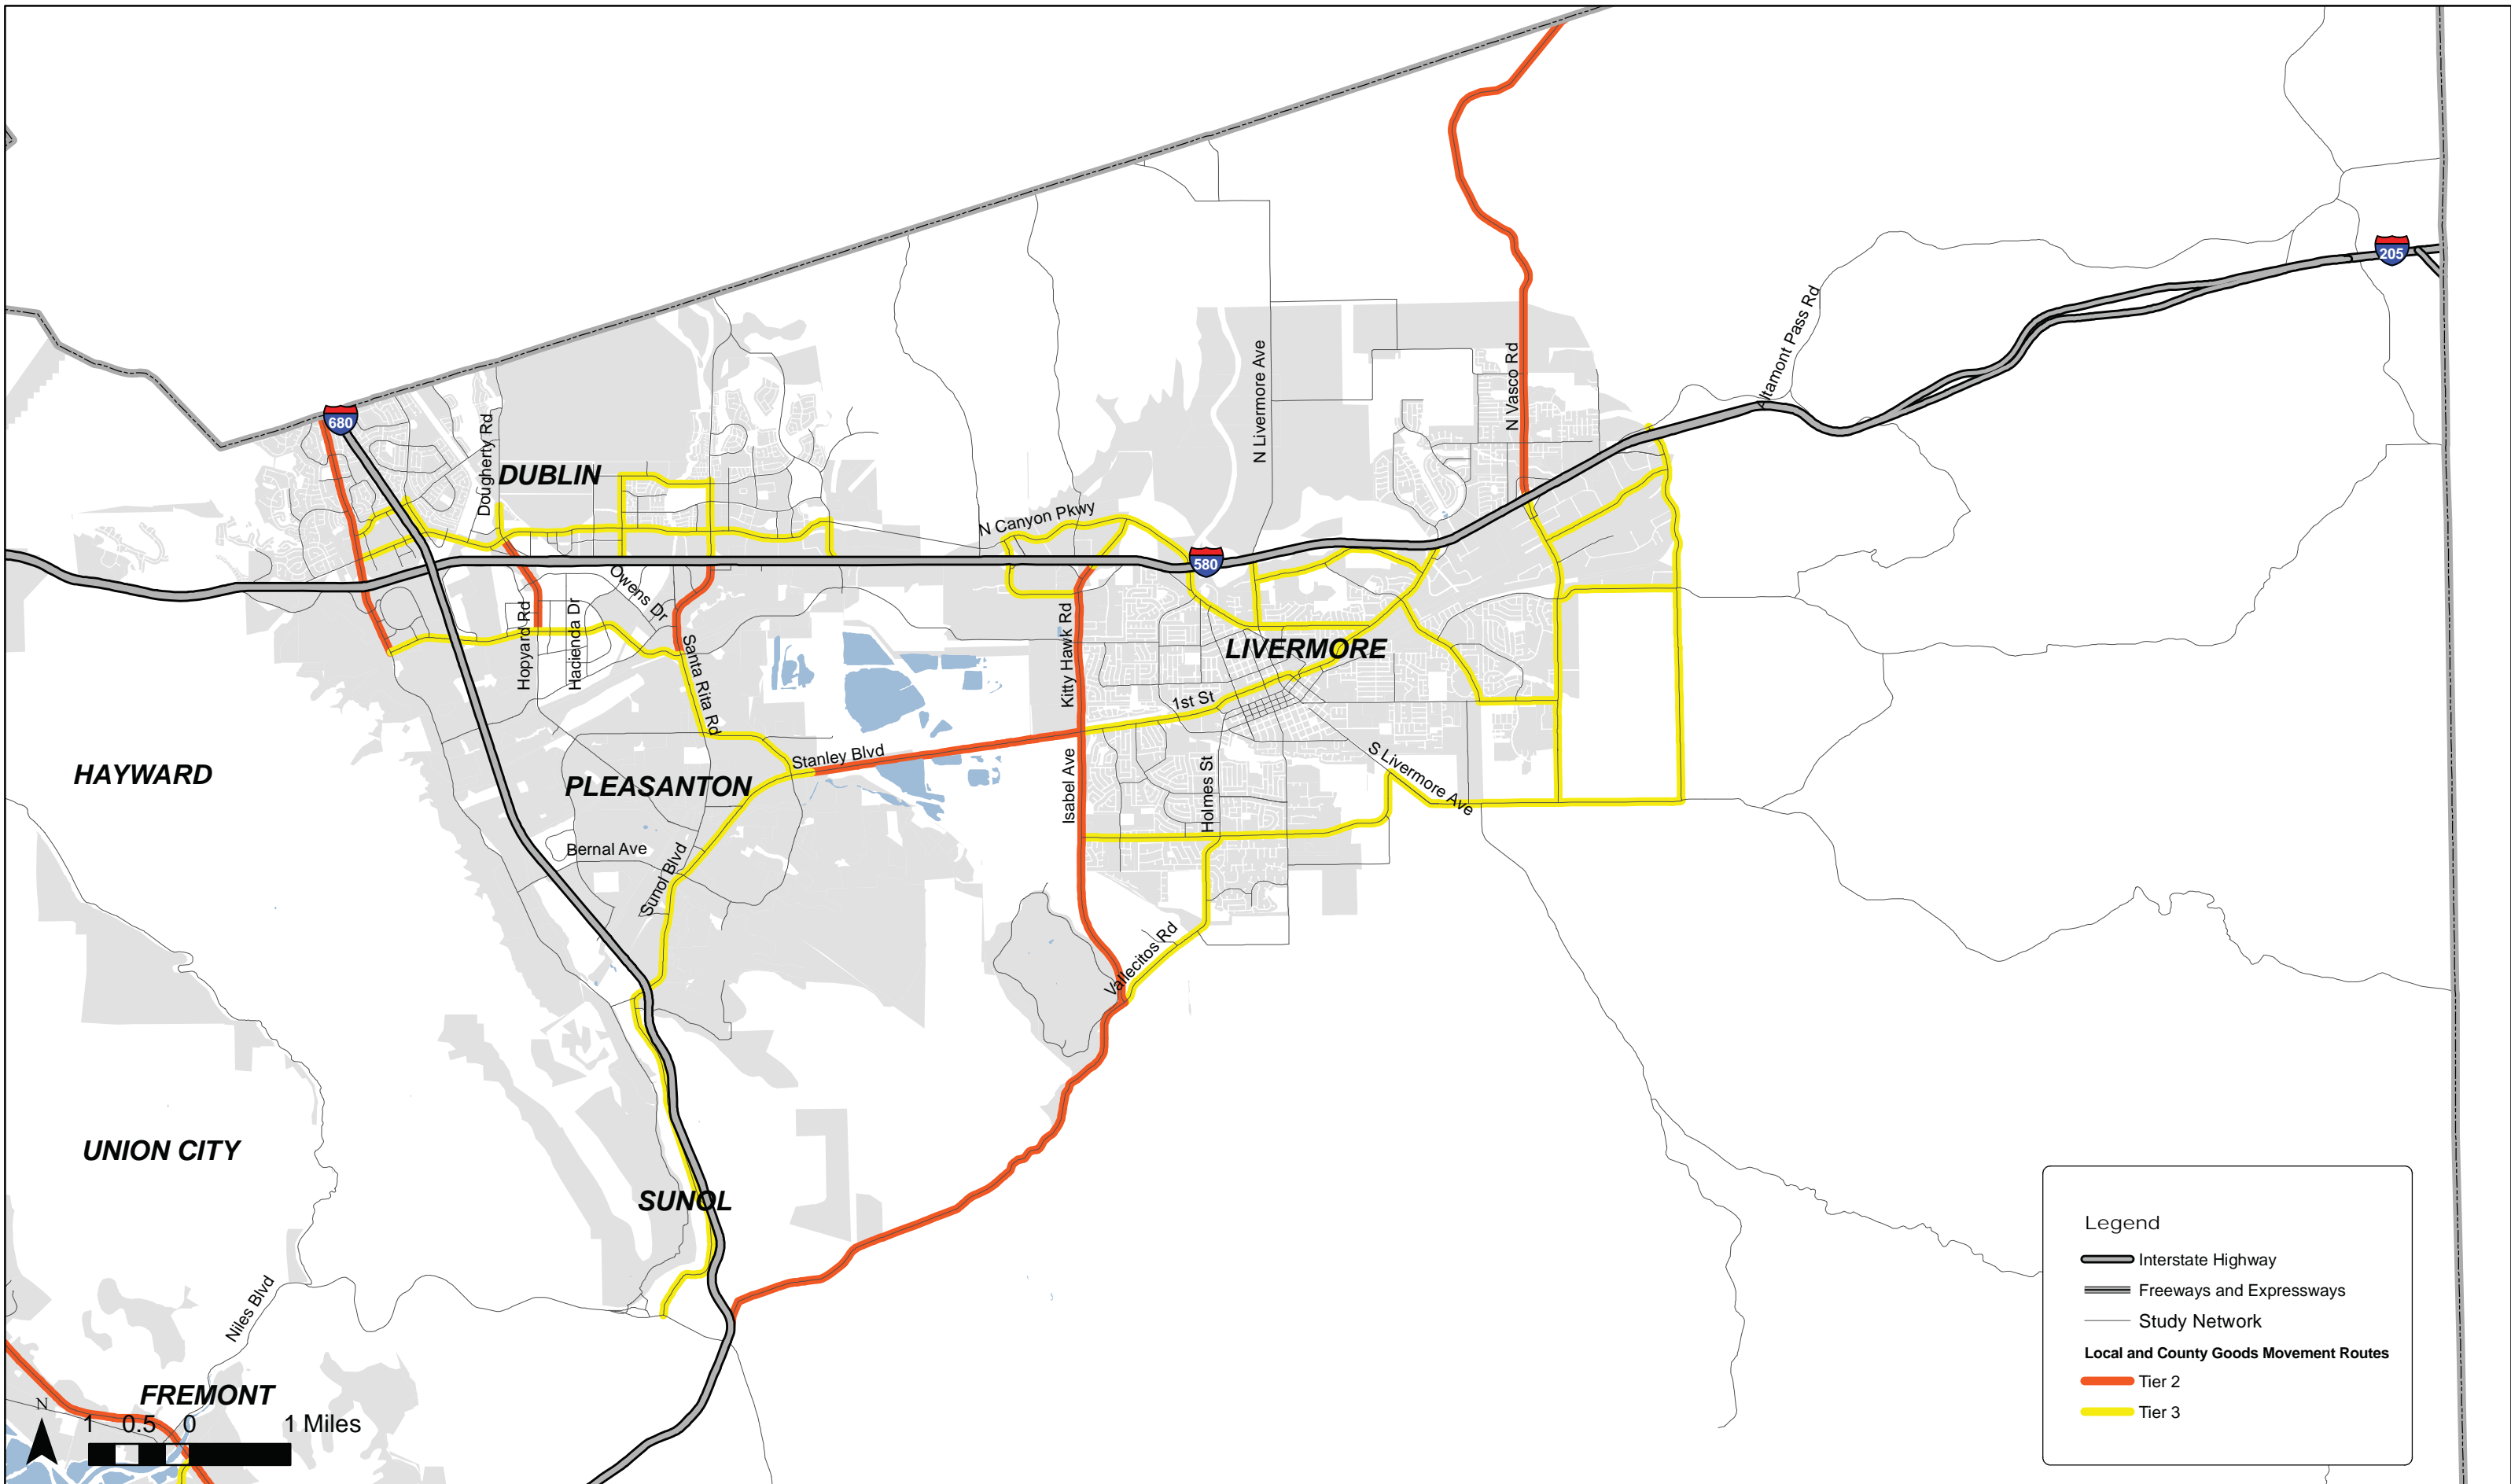 205
Altamont Pass Rd
N Livermore Ave
N Vasco Rd
680
Dougherty Rd
DUBLIN
N Canyon Pkwy
580
Owens Dr
Hopyard Rd
Hacienda Dr
Santa Rita Rd
Kitty Hawk Rd
LIVERMORE
1st St
Stanley Blvd
HAYWARD
PLEASANTON
Isabel Ave
Holmes St
S Livermore Ave
Bernal Ave
Sunol Blvd
Vallecitos Rd
UNION CITY
SUNOL
Niles Blvd
FREMONT
N
1 0.5 0 1 Miles
Legend
Interstate Highway
Freeways and Expressways
Study Network
Local and County Goods Movement Routes
Tier 2
Tier 3